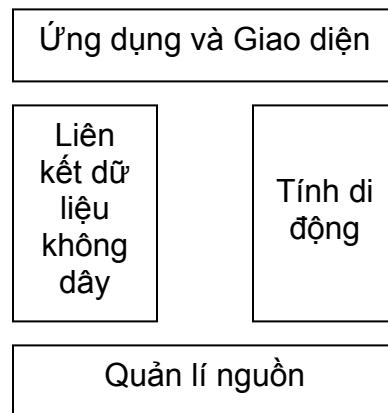 Ứng dụng và Giao diện
Liên
kết dữ
liệu
không
dây
Tính di
động
Quản lí nguồn